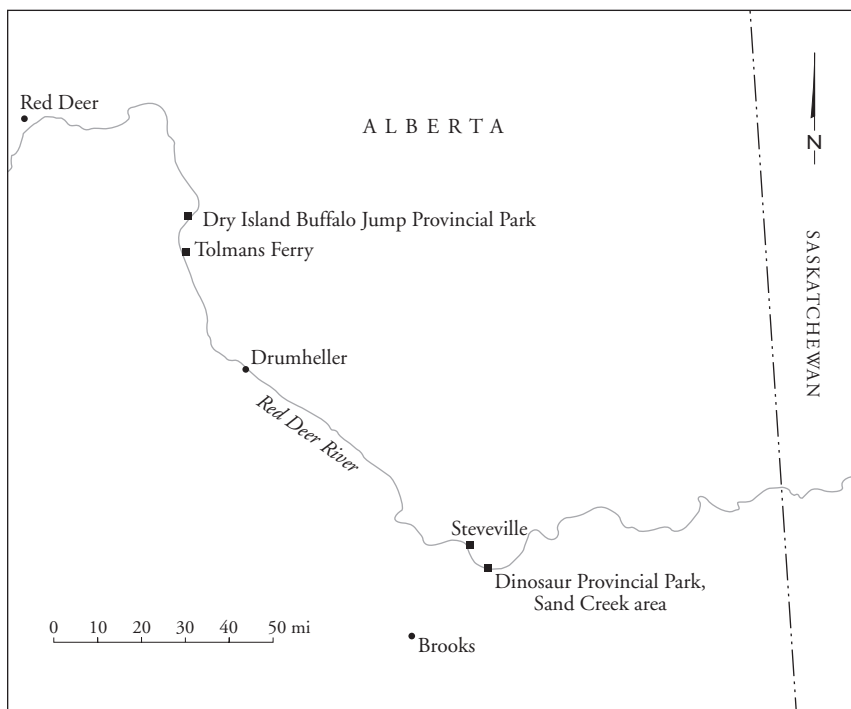 Red Deer
ALBERTA
N
Dry Island Buffalo Jump Provincial Park
Tolmans Ferry
SASKATCHEWAN
Drumheller
Red Deer River
Steveville
Dinosaur Provincial Park,
Sand Creek area
0 10 20 30 50 mi
Brooks